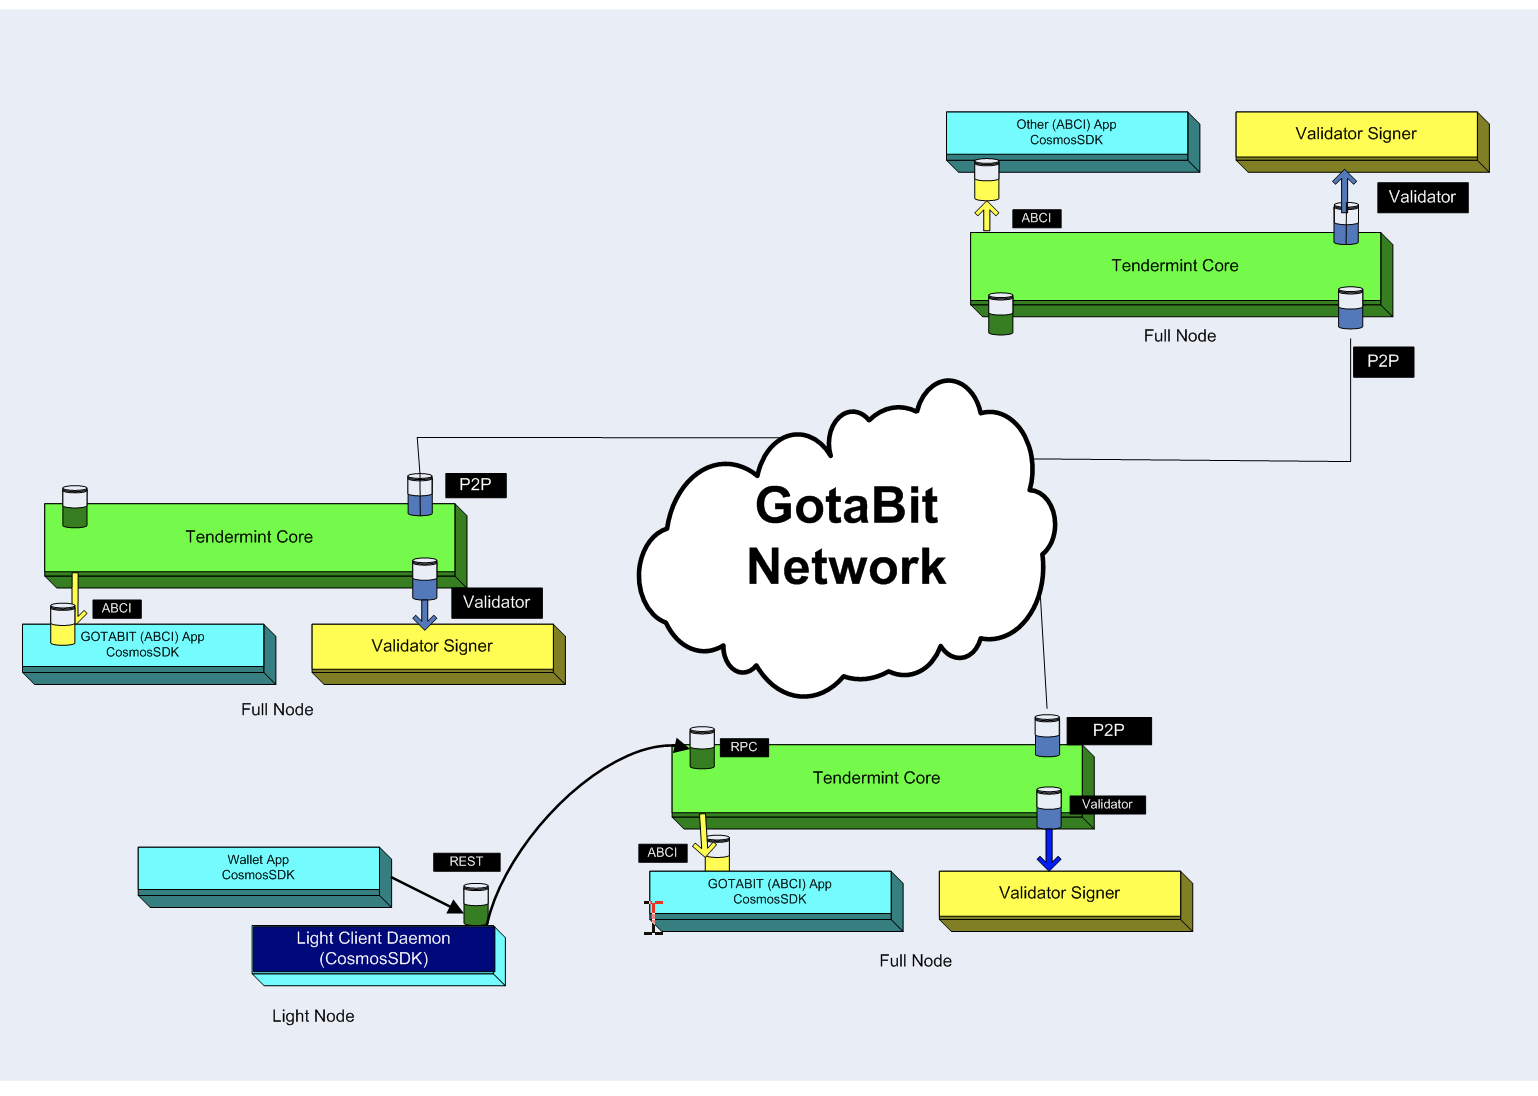 Other (ABCI) App
CosmosSDK
Validator Signer
Validator
ABCI
Tendermint Core
Full Node
P2P
GotaBit
Network
P2P
Tendermint Core
ABCI
Validator
GOTABIT (ABCI) App
CosmosSDK
Validator Signer
Full Node
P2P
RPC
Tendermint Core
Validator
ABCI
GOTABIT (ABCI) App
CosmosSDK
Validator Signer
Full Node
Wallet App
CosmosSDK
REST
Light Client Daemon
(CosmosSDK)
Light Node